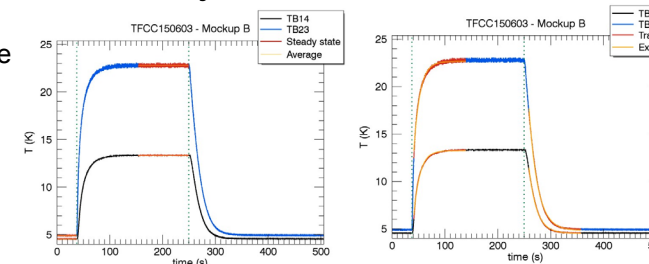 e
TFCC150603 - Mockup B
TB14
TB23
Steady state
Average
25
20
15
10
5
T (K)
0 100 200 300 400 500
time (s)
TFCC150603 - Mockup B
TB
TB
Tra
Ex
25
20
15
10
5
T (K)
0 100 200 300 400
time (s)